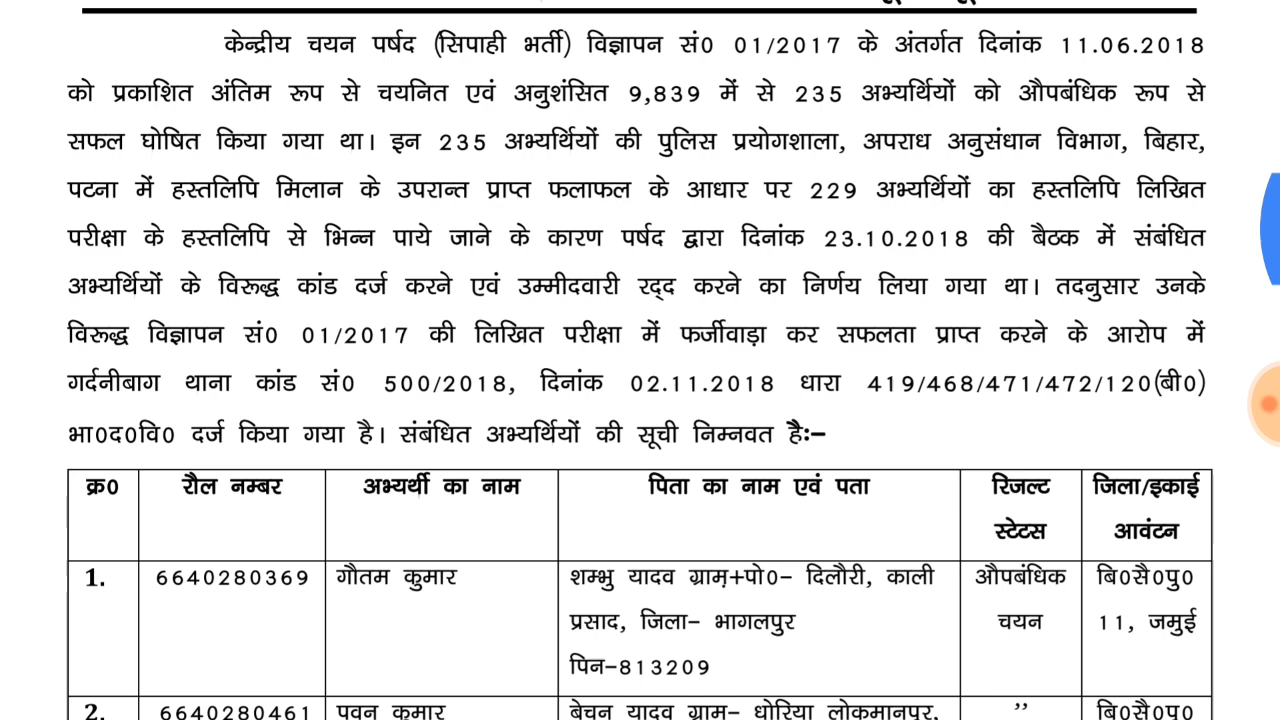 केन्द्रीय चयन पर्षद (सिपाही भर्ती) विज्ञापन सं0 01/2017 के अंतर्गत दिनांक 11.06.2018
को प्रकाशित अंतिम रूप से चयनित एवं अनुशंसित 9,839 में से 235 अभ्यर्थियों को औपबंधिक रूप से
सफल घोषित किया गया था। इन 235 अभ्यर्थियों की पुलिस प्रयोगशाला, अपराध अनुसंधान विभाग, बिहार,
पटना में हस्तलिपि मिलान के उपरान्त प्राप्त फलाफल के आधार पर 229 अभ्यर्थियों का हस्तलिपि लिखित
परीक्षा के हस्तलिपि से भिन्न पाये जाने के कारण पर्षद द्वारा दिनांक 23.10.2018 की बैठक में संबंधित
अभ्यर्थियों के विरूद्ध कांड दर्ज करने एवं उम्मीदवारी रद्द करने का निर्णय लिया गया था। तदनुसार उनके
विरूद्ध विज्ञापन सं0 01/2017 की लिखित परीक्षा में फर्जीवाड़ा कर सफलता प्राप्त करने के आरोप में
गर्दनीबाग थाना कांड सं0 500/2018, दिनांक 02.11.2018 धारा 419/468/471/472/120(बी0)
भा0द0वि0 दर्ज किया गया है। संबंधित अभ्यर्थियों की सूची निम्नवत है:–
क्र0 रौल नम्बर अभ्यर्थी का नाम पिता का नाम एवं पता रिजल्ट जिला/इकाई
स्टेटस आवंटन
1. 6640280369 गौतम कुमार शम्भु यादव ग्राम़+पो0– दिलौरी, काली औपबंधिक बि0सै0पु0
प्रसाद, जिला– भागलपुर चयन 11, जमुई
पिन–813209
2. 6640280461 पवन कुमार बेचन यादव ग्राम– धोरिया लोकमानपुर, ,, बि0सै0पु0